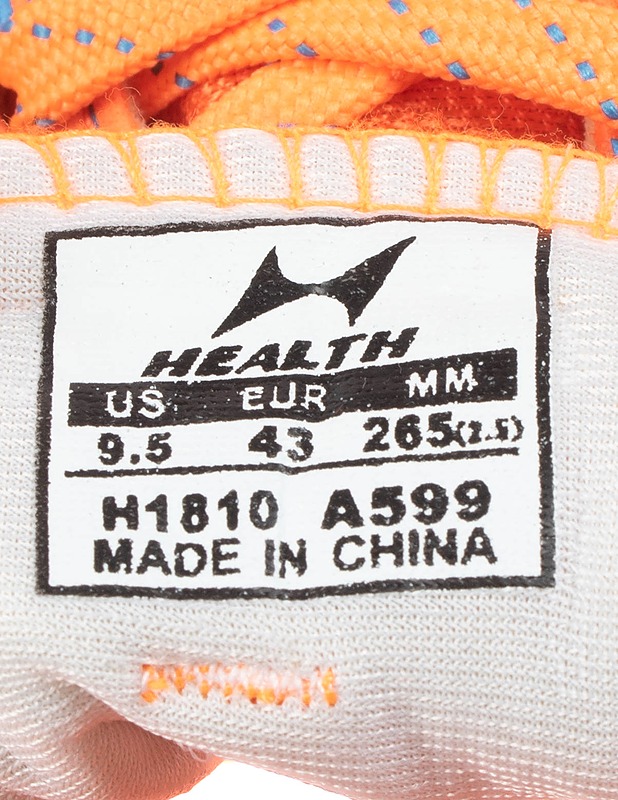 HEALTH
US EUR MM
9.5 43 265(2.5)
H1810 A599
MADE IN CHINA